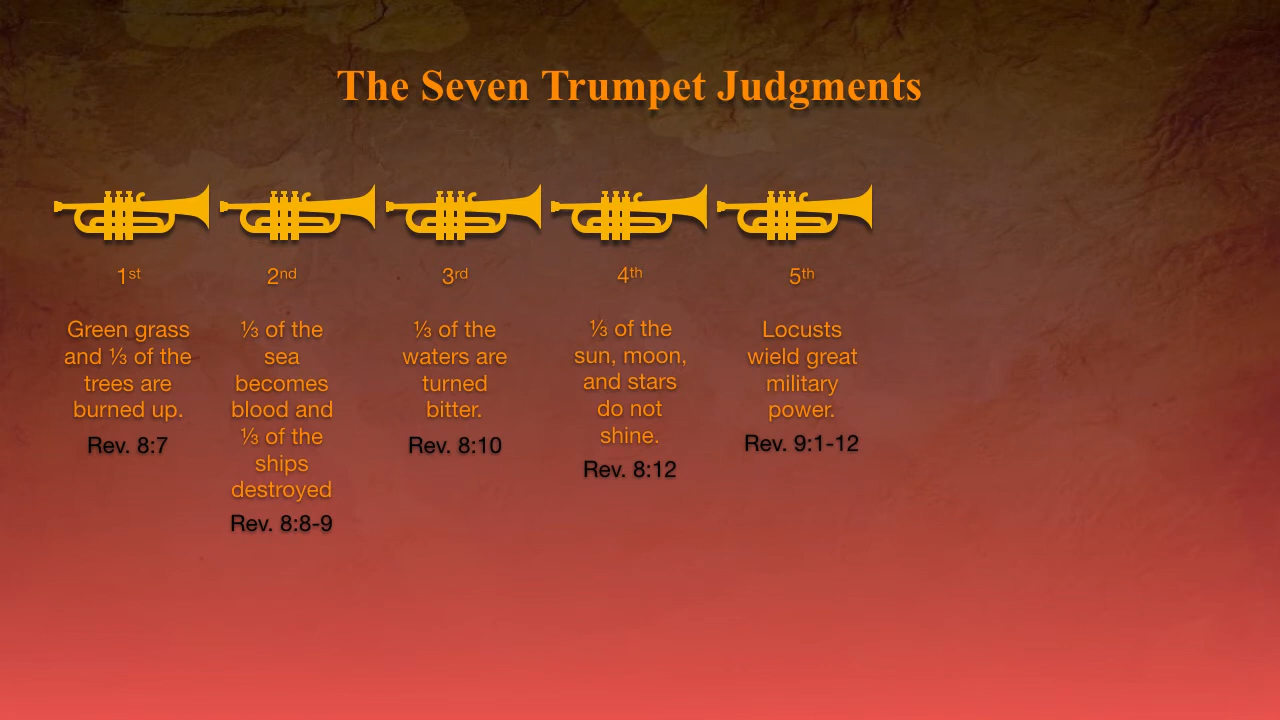 The Seven Trumpet Judgments
1st
Green grass
and ⅓ of the
trees are
burned up.
Rev. 8:7
2nd
⅓ of the
sea
becomes
blood and
⅓ of the
ships
destroyed
Rev. 8:8-9
3rd
⅓ of the
waters are
turned
bitter.
Rev. 8:10
4th
⅓ of the
sun, moon,
and stars
do not
shine.
Rev. 8:12
5th
Locusts
wield great
military
power.
Rev. 9:1-12